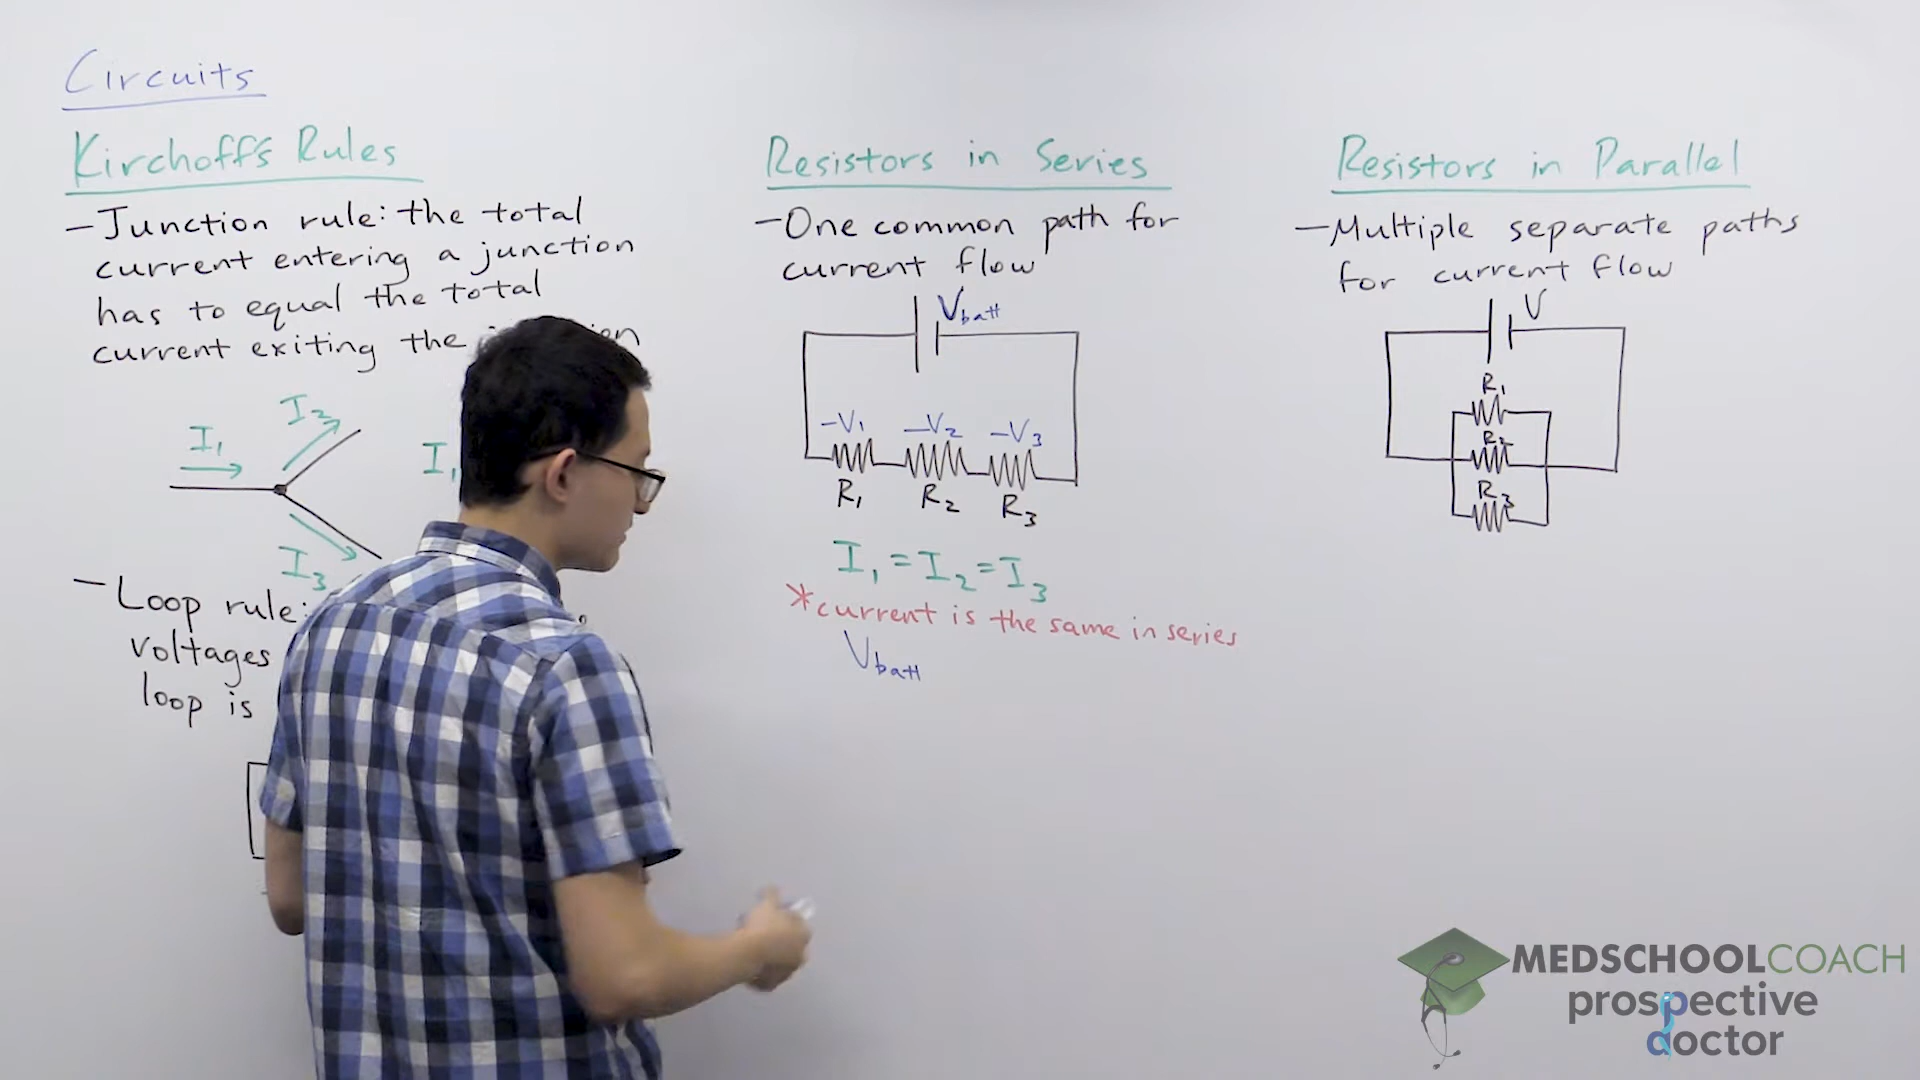 Circuits
Kirchoff's Rules
- Junction rule: the total
current entering a junction
has to equal the total
current exiting the
I1
I2
I3
I1
- Loop rule:
voltages
loop is
Resistors in Series
- One common path for
current flow
Vbatt
-V1 -V2 -V3
R1 R2 R3
I1 = I2 = I3
*current is the same in series
Vbatt
Resistors in Parallel
- Multiple separate paths
for current flow
V
R1
R2
R3
MEDSCHOOLCOACH
prospective
doctor